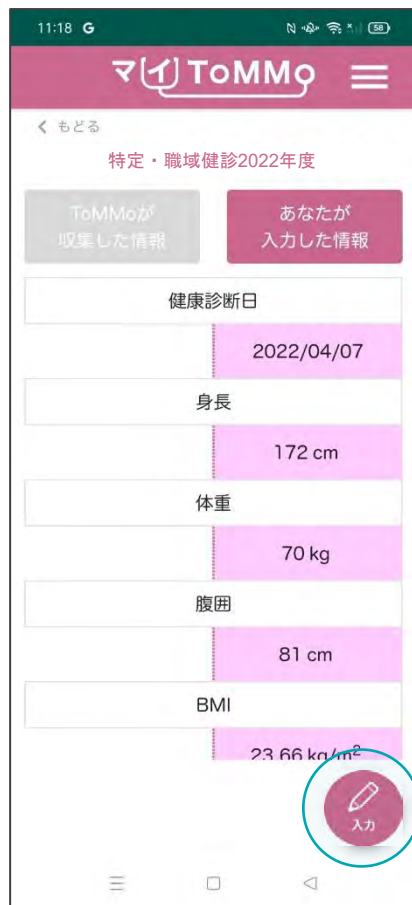 11:18 G
58
マイ ToMMo
もどる
特定・職域健診2022年度
ToMMoが
収集した情報
あなたが
入力した情報
健康診断日
2022/04/07
身長
172 cm
体重
70 kg
腹囲
81 cm
BMI
23.66 kg/m²
入力